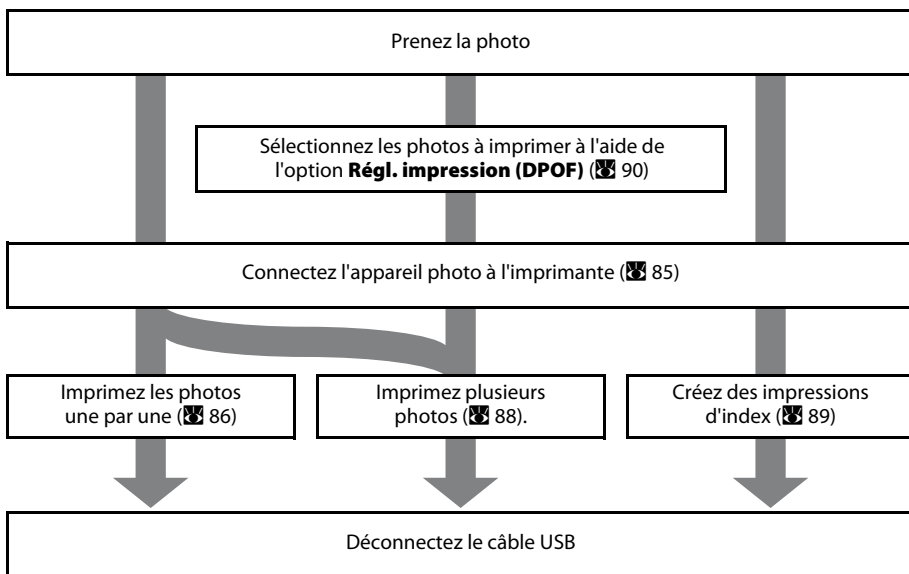 Prenez la photo
Sélectionnez les photos à imprimer à l'aide de
l'option Régl. impression (DPOF) ( 90)
Connectez l'appareil photo à l'imprimante ( 85)
Imprimez les photos
une par une ( 86)
Imprimez plusieurs
photos ( 88).
Créez des impressions
d'index ( 89)
Déconnectez le câble USB